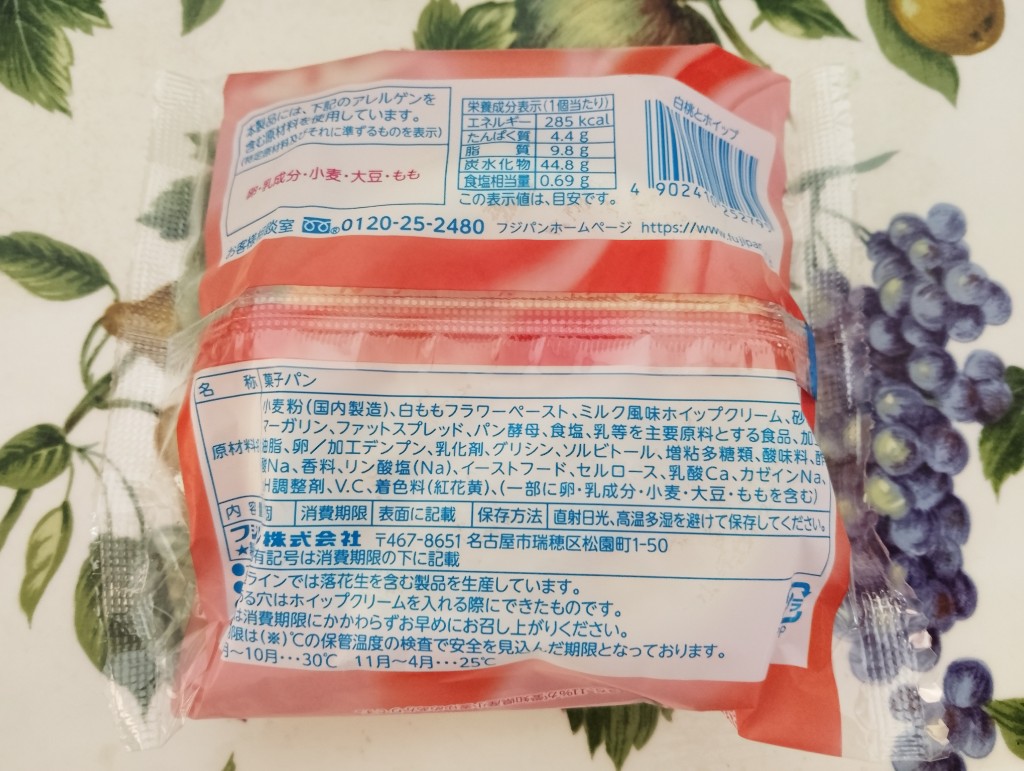 本製品には、下記のアレルゲンを
含む原材料を使用しています。
(特定原材料及びそれに準ずるものを表示)
卵・乳成分・小麦・大豆・もも
栄養成分表示(1個当たり)
エネルギー 285 kcal
たんぱく質 4.4 g
脂質 9.8 g
炭水化物 44.8 g
食塩相当量 0.69 g
この表示値は、目安です。
白桃とホイップ
4 90241
お客様相談室 0120-25-2480 フジパンホームページ https://www.fujipan
名称 菓子パン
原材料名
小麦粉(国内製造)、白ももフラワーペースト、ミルク風味ホイップクリーム、砂
マーガリン、ファットスプレッド、パン酵母、食塩、乳等を主要原料とする食品、加工
油脂、卵/加工デンプン、乳化剤、グリシン、ソルビトール、増粘多糖類、酸味料、酢
酸Na、香料、リン酸塩(Na)、イーストフード、セルロース、乳酸Ca、カゼインNa、
H調整剤、V.C、着色料(紅花黄)、(一部に卵・乳成分・小麦・大豆・ももを含む)
内容 消費期限 表面に記載 保存方法 直射日光、高温多湿を避けて保存してください。
フジ 株式会社 〒467-8651 名古屋市瑞穂区松園町1-50
★ 有記号は消費期限の下に記載
ラインでは落花生を含む製品を生産しています。
る穴はホイップクリームを入れる際にできたものです。
は消費期限にかかわらずお早めにお召し上がりください。
限は(※)℃の保管温度の検査で安全を見込んだ期限となっております。
月〜10月・・・30℃ 11月〜4月・・・25℃